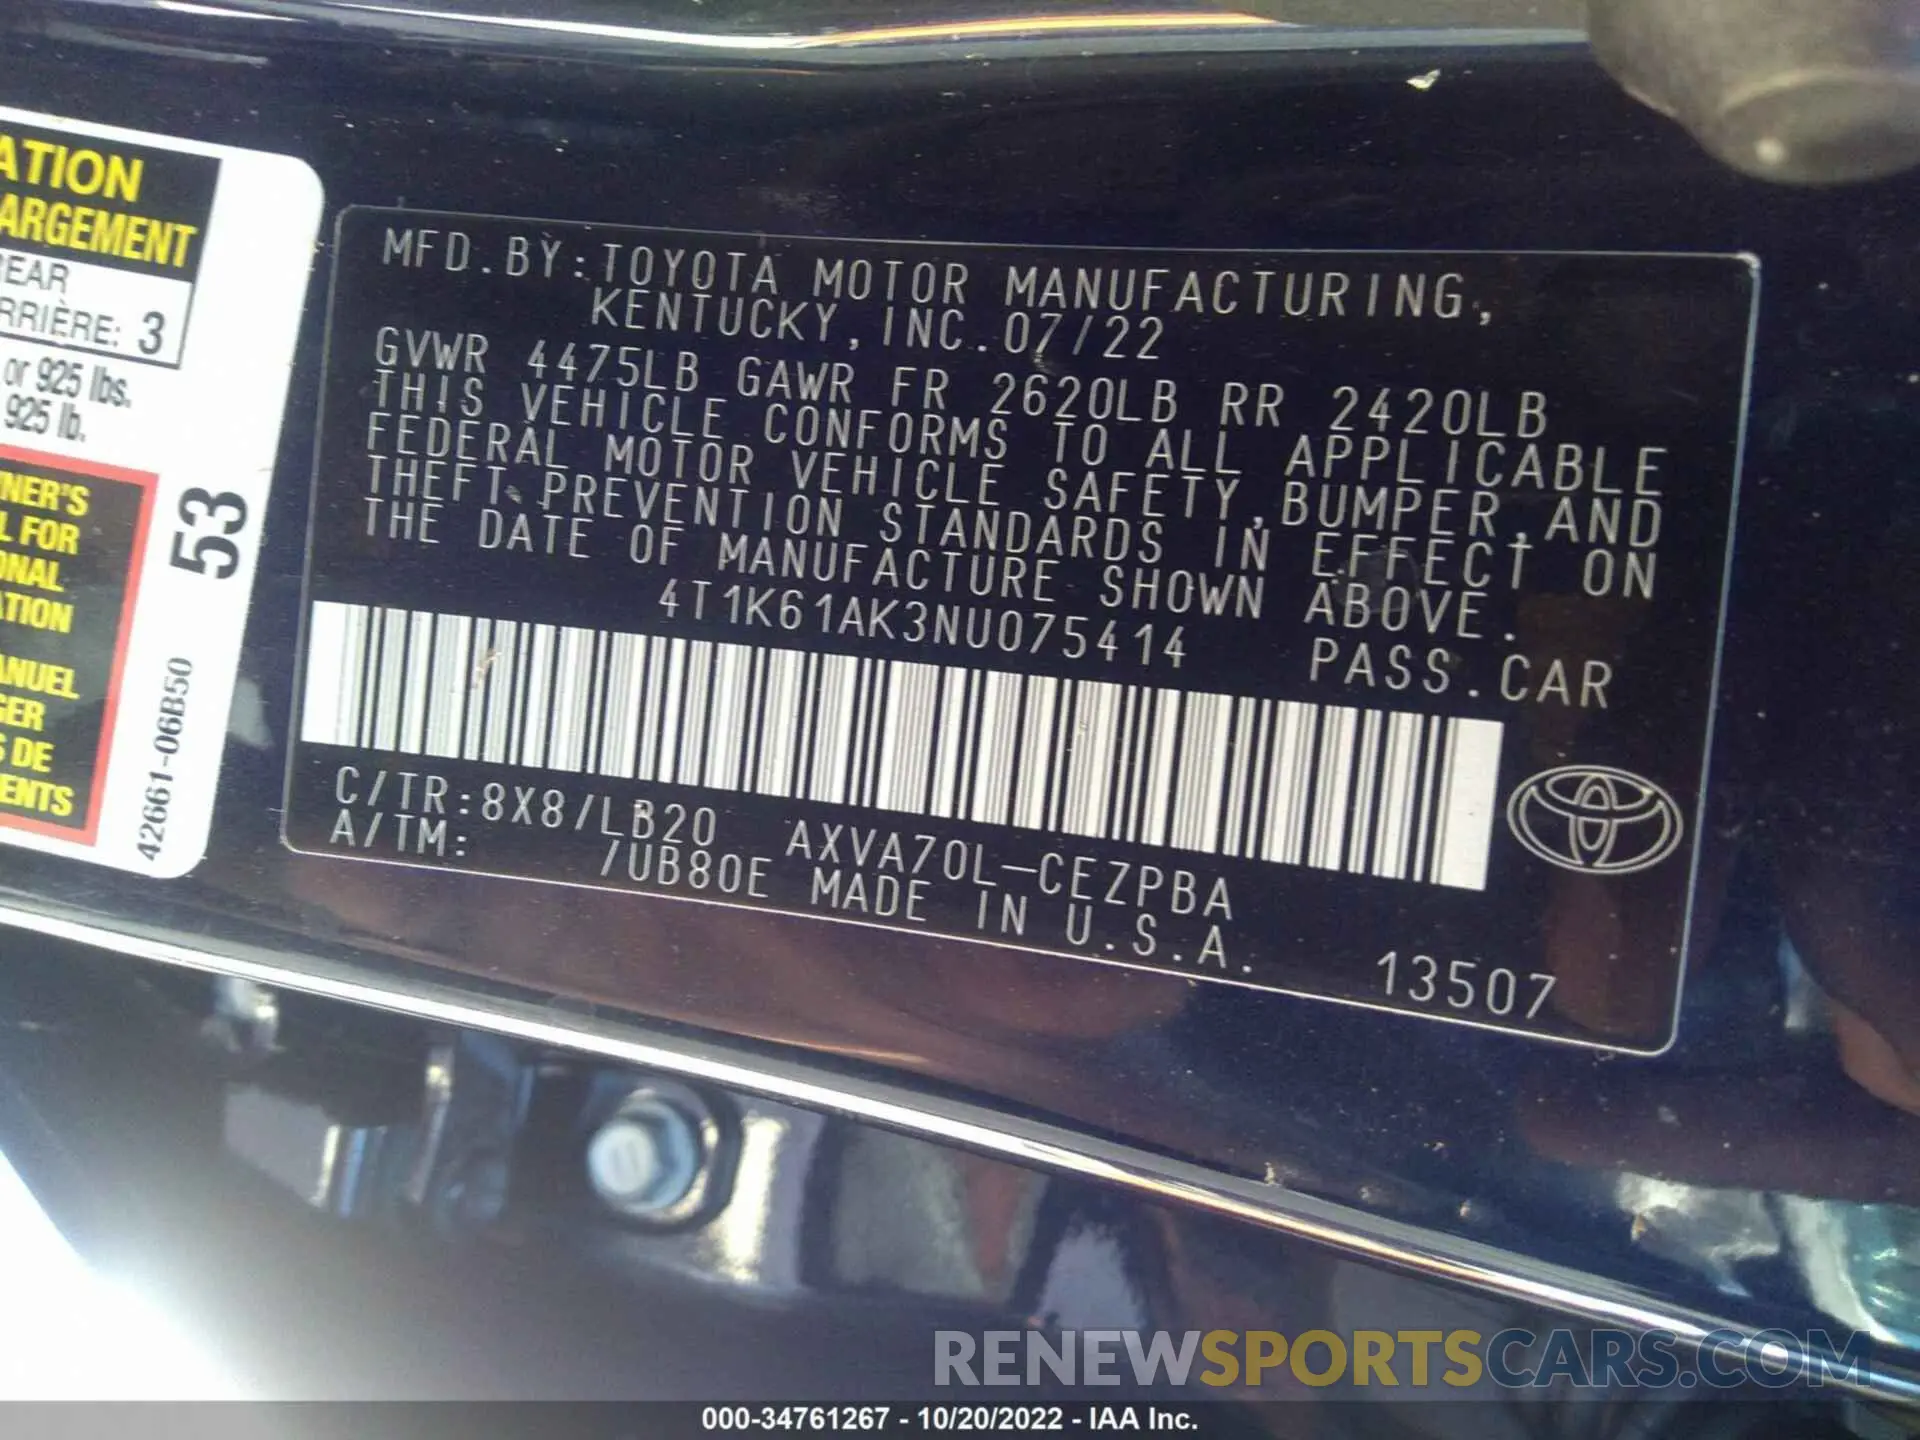 ATION
ARGEMENT
REAR
RRIÈRE: 3
or 925 lbs.
925 lb.
NER'S
L FOR
ONAL
ATION
ANUEL
GER
S DE
ENTS
53
42661-06B50
MFD.BY:TOYOTA MOTOR MANUFACTURING,
KENTUCKY,INC.07/22
GVWR 4475LB GAWR FR 2620LB RR 2420LB
THIS VEHICLE CONFORMS TO ALL APPLICABLE
FEDERAL MOTOR VEHICLE SAFETY,BUMPER,AND
THEFT PREVENTION STANDARDS IN EFFECT ON
THE DATE OF MANUFACTURE SHOWN ABOVE.
4T1K61AK3NU075414 PASS.CAR
C/TR:8X8/LB20 AXVA70L-CEZPBA
A/TM: /UB80E MADE IN U.S.A.
13507
RENEWSPORTSCARS.COM
000-34761267 - 10/20/2022 - IAA Inc.